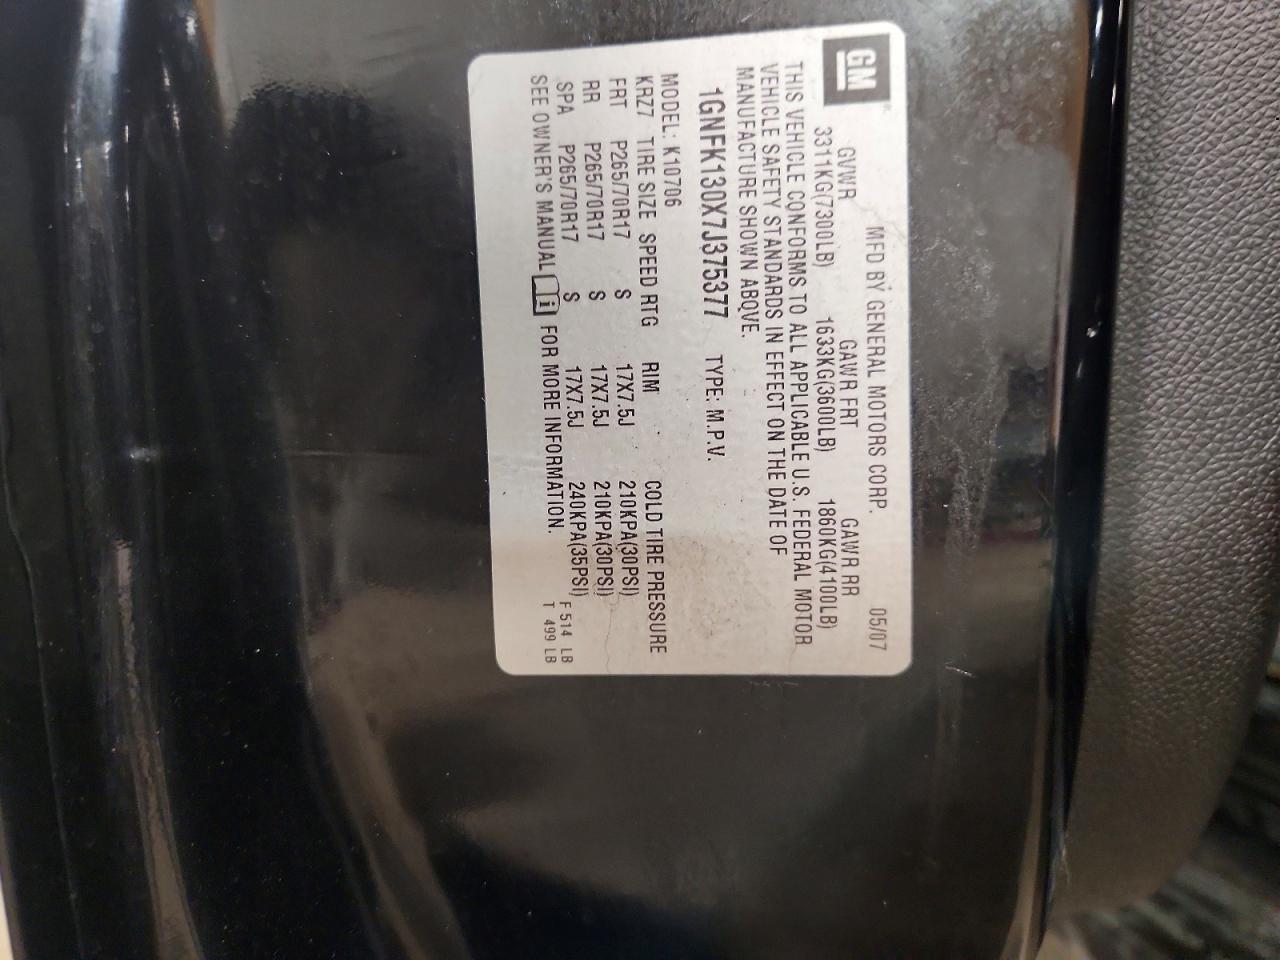 GM
MFD BY GENERAL MOTORS CORP. 05/07
GVWR GAWR FRT GAWR RR
3311KG(7300LB) 1633KG(3600LB) 1860KG(4100LB)
THIS VEHICLE CONFORMS TO ALL APPLICABLE U.S. FEDERAL MOTOR
VEHICLE SAFETY STANDARDS IN EFFECT ON THE DATE OF
MANUFACTURE SHOWN ABOVE.
1GNFK130X7J375377 TYPE: M.P.V.
MODEL: K10706
KRZ7 TIRE SIZE SPEED RTG RIM COLD TIRE PRESSURE
FRT P265/70R17 S 17X7.5J 210KPA(30PSI)
RR P265/70R17 S 17X7.5J 210KPA(30PSI)
SPA P265/70R17 S 17X7.5J 240KPA(35PSI) F 514 LB
SEE OWNER'S MANUAL i FOR MORE INFORMATION. T 499 LB